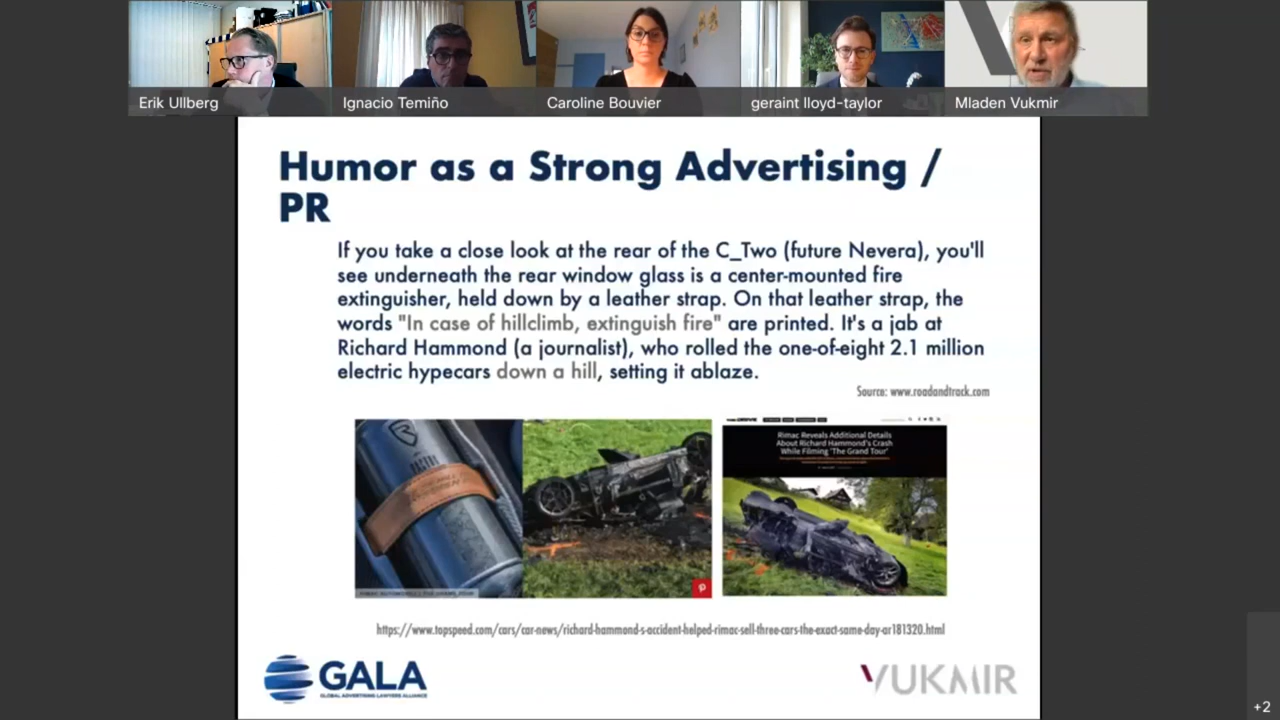 Erik Ullberg
Ignacio Temiño
Caroline Bouvier
geraint lloyd-taylor
Mladen Vukmir
Humor as a Strong Advertising /
PR
If you take a close look at the rear of the C_Two (future Nevera), you'll
see underneath the rear window glass is a center-mounted fire
extinguisher, held down by a leather strap. On that leather strap, the
words "In case of hillclimb, extinguish fire" are printed. It's a jab at
Richard Hammond (a journalist), who rolled the one-of-eight 2.1 million
electric hypecars down a hill, setting it ablaze.
Source: www.roadandtrack.com
Rimac Reveals Additional Details
About Richard Hammond's Crash
While Filming 'The Grand Tour'
https://www.topspeed.com/cars/car-news/richard-hammond-s-accident-helped-rimac-sell-three-cars-the-exact-same-day-ar181320.html
GALA
GLOBAL ADVERTISING LAWYERS ALLIANCE
VUKMIR
+2